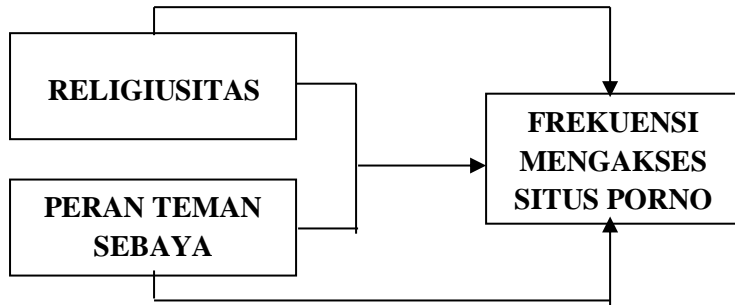 RELIGIUSITAS
PERAN TEMAN
SEBAYA
FREKUENSI
MENGAKSES
SITUS PORNO